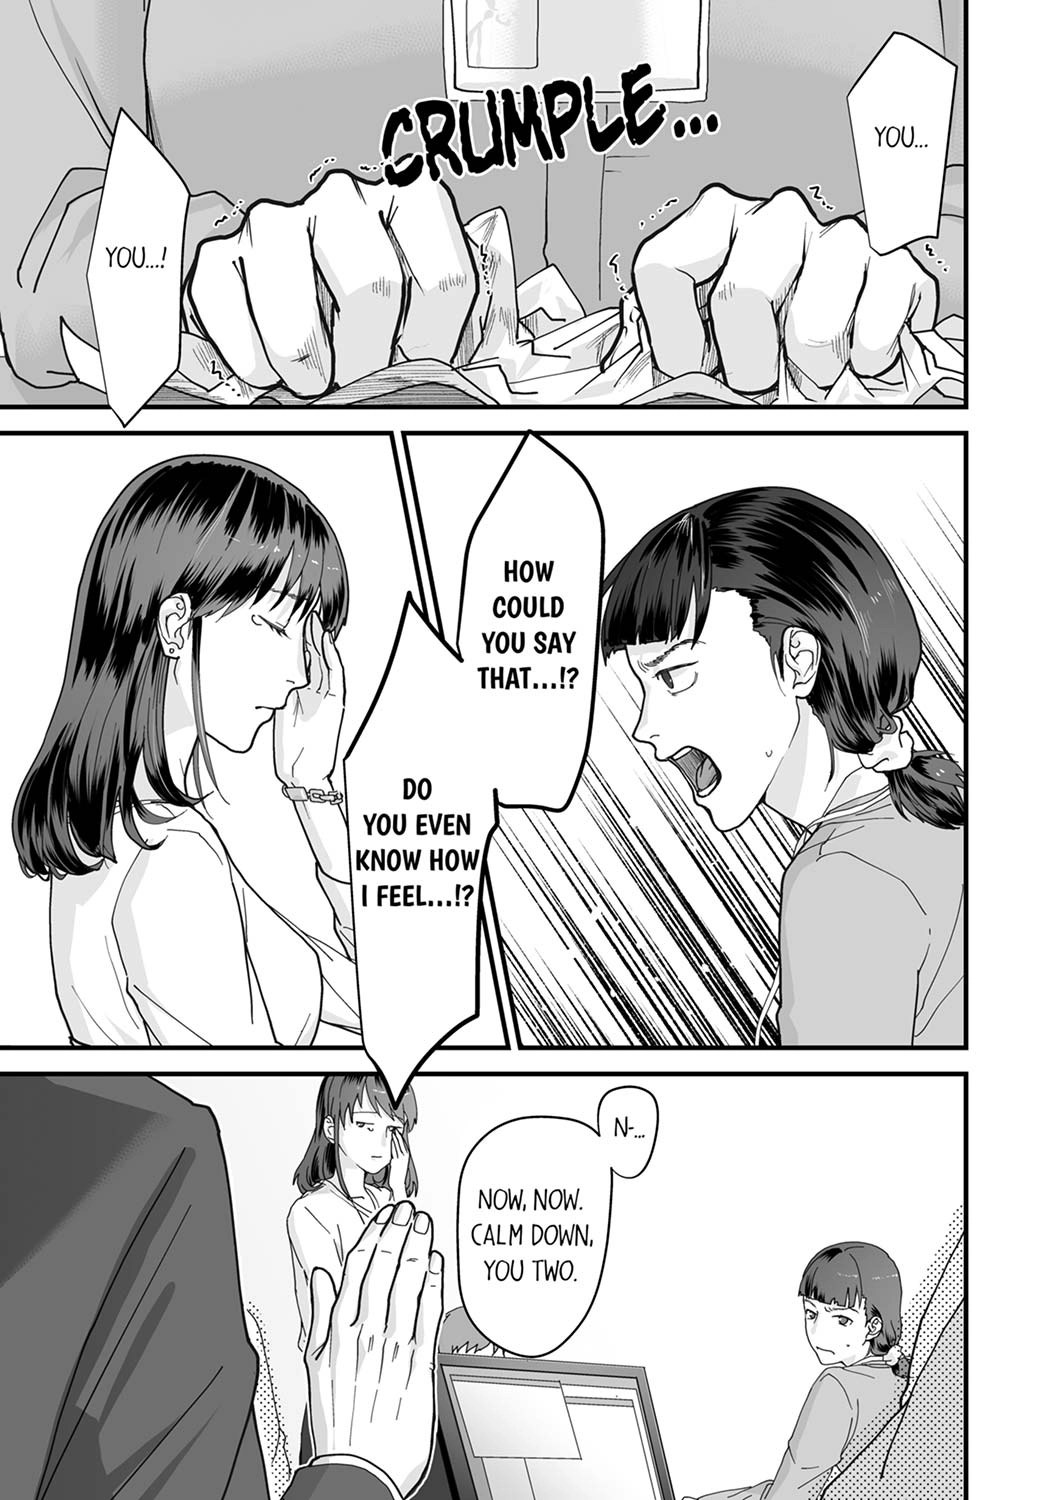 CRUMPLE...
YOU...
YOU...!
HOW
COULD
YOU SAY
THAT...!?
DO
YOU EVEN
KNOW HOW
I FEEL...!?
N-...
NOW, NOW.
CALM DOWN,
YOU TWO.